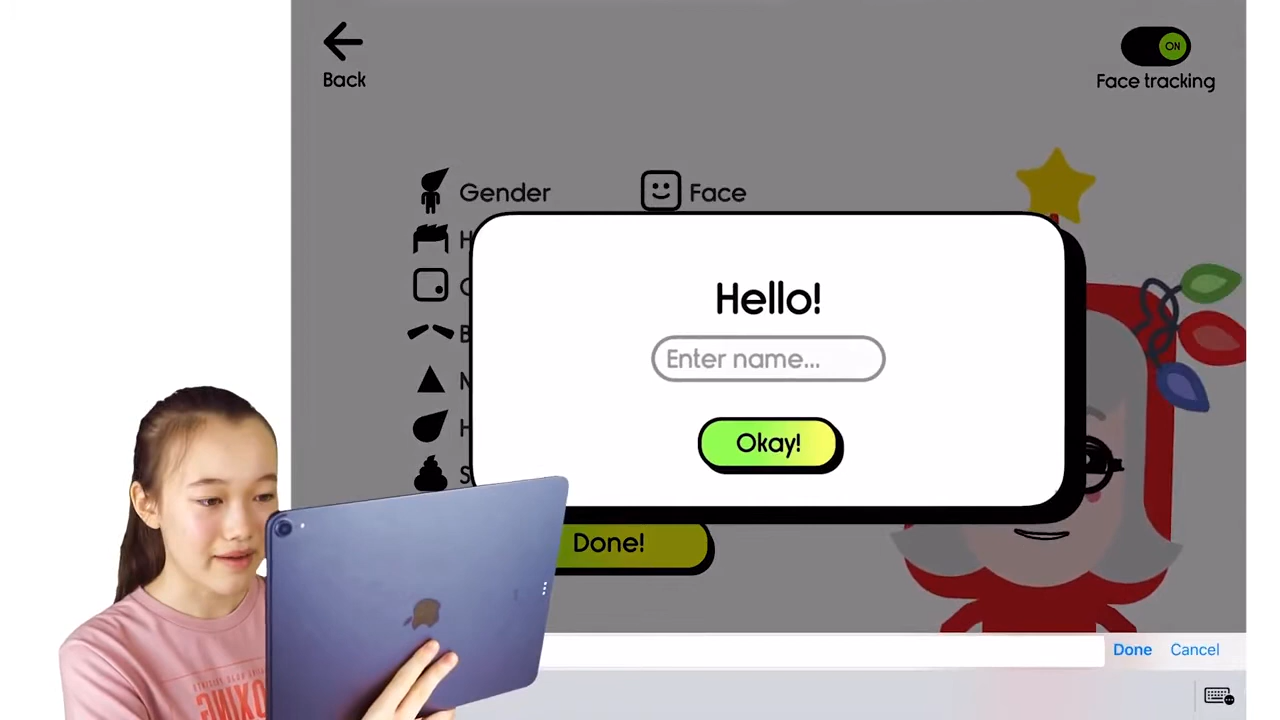 Back
ON
Face tracking
Gender
Face
H
C
B
N
H
S
Hello!
Enter name...
Okay!
Done!
Done
Cancel